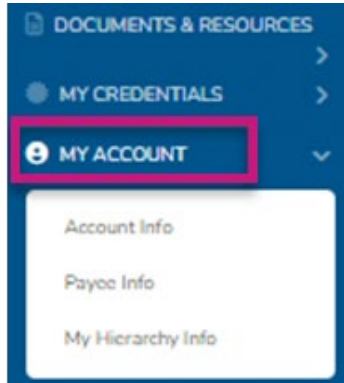 DOCUMENTS & RESOURCES
MY CREDENTIALS
MY ACCOUNT
Account Info
Payee Info
My Hierarchy Info